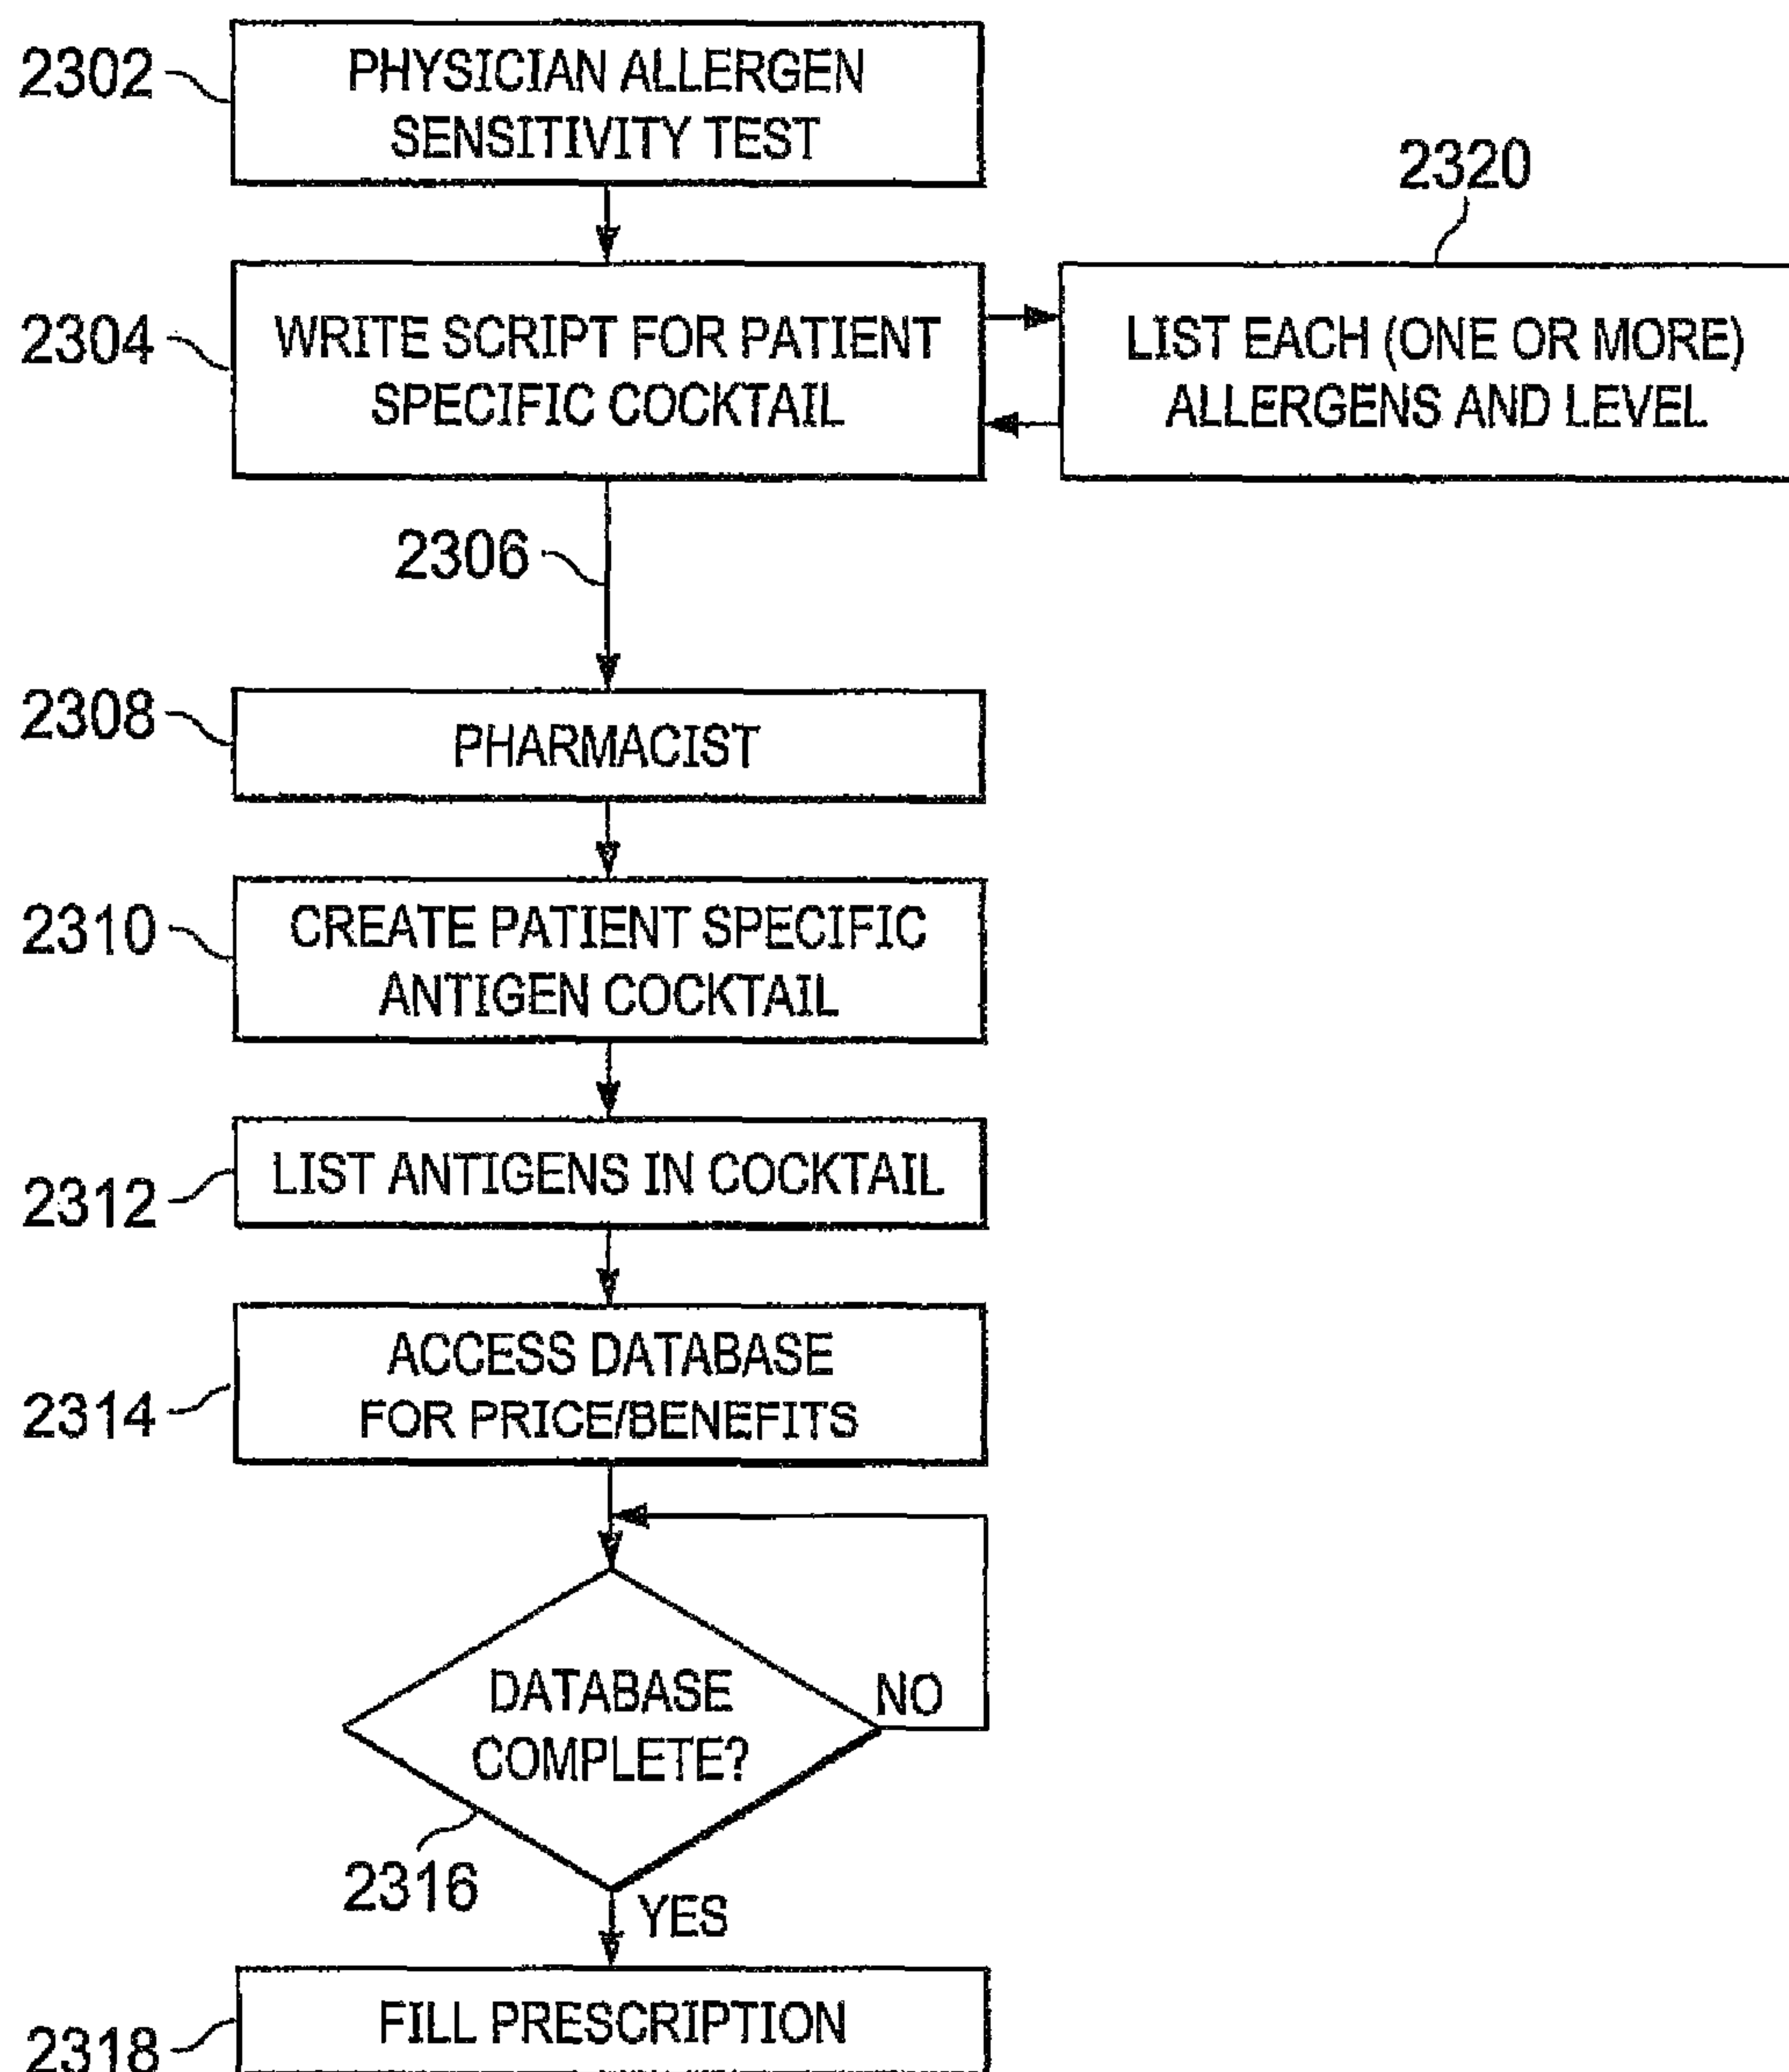 2302
PHYSICIAN ALLERGEN
SENSITIVITY TEST
2320
2304
WRITE SCRIPT FOR PATIENT
SPECIFIC COCKTAIL
LIST EACH (ONE OR MORE)
ALLERGENS AND LEVEL
2306
2308
PHARMACIST
2310
CREATE PATIENT SPECIFIC
ANTIGEN COCKTAIL
2312
LIST ANTIGENS IN COCKTAIL
2314
ACCESS DATABASE
FOR PRICE/BENEFITS
DATABASE
COMPLETE?
NO
2316
YES
2318
FILL PRESCRIPTION